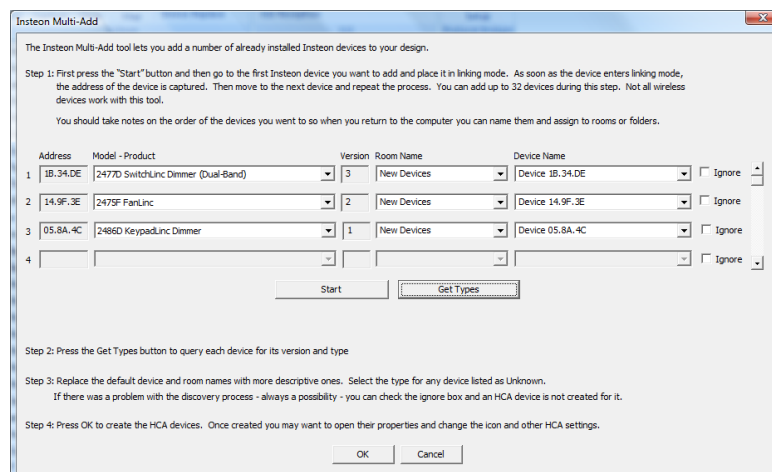 Insteon Multi-Add
The Insteon Multi-Add tool lets you add a number of already installed Insteon devices to your design.
Step 1: First press the "Start" button and then go to the first Insteon device you want to add and place it in linking mode. As soon as the device enters linking mode,
the address of the device is captured. Then move to the next device and repeat the process. You can add up to 32 devices during this step. Not all wireless
devices work with this tool.
You should take notes on the order of the devices you went to so when you return to the computer you can name them and assign to rooms or folders.
Address Model - Product Version Room Name Device Name
1 1B.34.DE 2477D SwitchLinc Dimmer (Dual-Band) 3 New Devices Device 1B.34.DE Ignore
2 14.9F.3E 2475F FanLinc 2 New Devices Device 14.9F.3E Ignore
3 05.8A.4C 2486D KeypadLinc Dimmer 1 New Devices Device 05.8A.4C Ignore
4 Ignore
Start Get Types
Step 2: Press the Get Types button to query each device for its version and type
Step 3: Replace the default device and room names with more descriptive ones. Select the type for any device listed as Unknown.
If there was a problem with the discovery process - always a possibility - you can check the ignore box and an HCA device is not created for it.
Step 4: Press OK to create the HCA devices. Once created you may want to open their properties and change the icon and other HCA settings.
OK Cancel